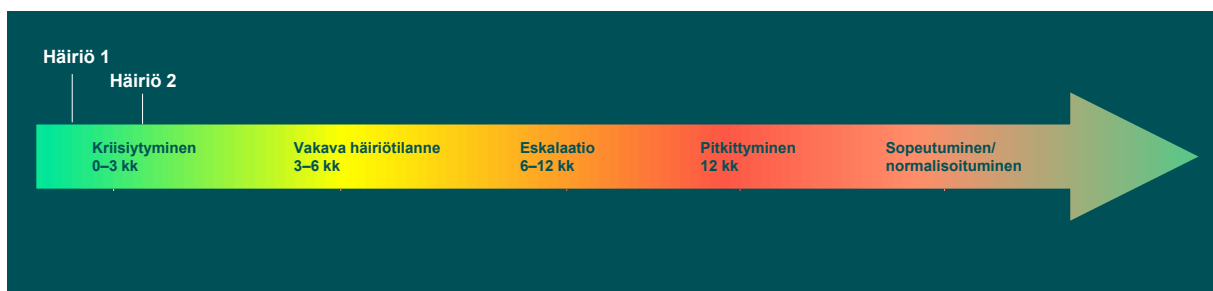 Häiriö 1
Häiriö 2
Kriisiytyminen
0–3 kk
Vakava häiriötilanne
3–6 kk
Eskalaatio
6–12 kk
Pitkittyminen
12 kk
Sopeutuminen/
normalisoituminen